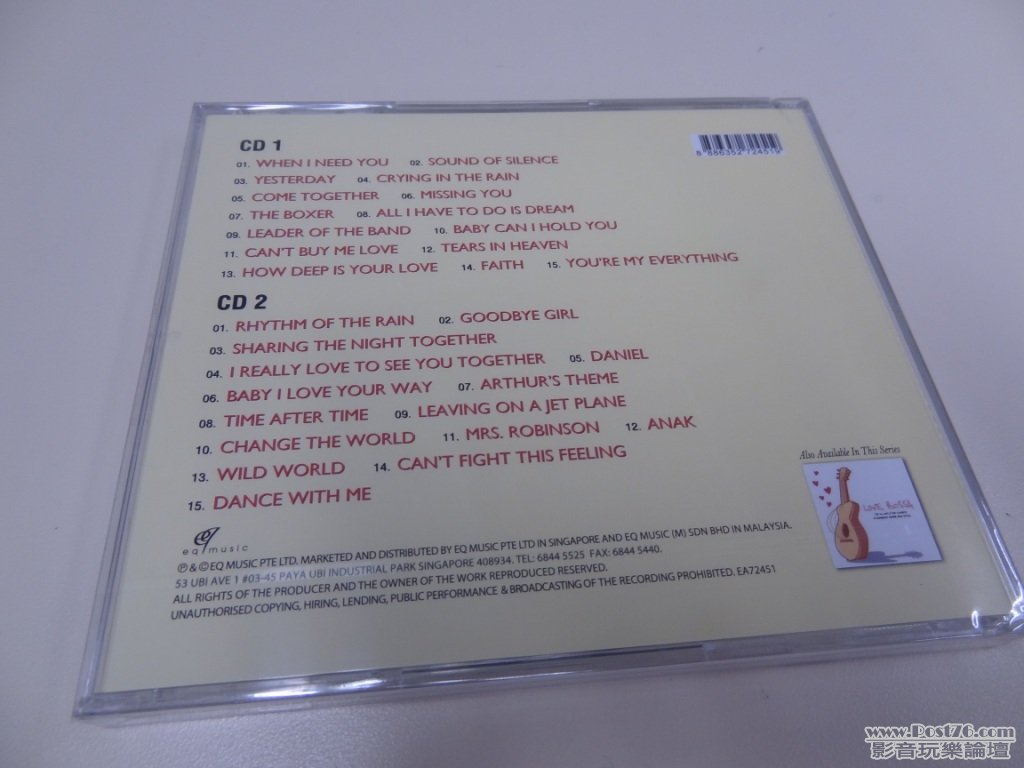 CD 1
8 886352 724519
01. WHEN I NEED YOU 02. SOUND OF SILENCE
03. YESTERDAY 04. CRYING IN THE RAIN
05. COME TOGETHER 06. MISSING YOU
07. THE BOXER 08. ALL I HAVE TO DO IS DREAM
09. LEADER OF THE BAND 10. BABY CAN I HOLD YOU
11. CAN'T BUY ME LOVE 12. TEARS IN HEAVEN
13. HOW DEEP IS YOUR LOVE 14. FAITH 15. YOU'RE MY EVERYTHING
CD 2
01. RHYTHM OF THE RAIN 02. GOODBYE GIRL
03. SHARING THE NIGHT TOGETHER
04. I REALLY LOVE TO SEE YOU TOGETHER 05. DANIEL
06. BABY I LOVE YOUR WAY 07. ARTHUR'S THEME
08. TIME AFTER TIME 09. LEAVING ON A JET PLANE
10. CHANGE THE WORLD 11. MRS. ROBINSON 12. ANAK
13. WILD WORLD 14. CAN'T FIGHT THIS FEELING
15. DANCE WITH ME
Also Available In This Series
LOVE BOSSA
eq music
℗ & © EQ MUSIC PTE LTD. MARKETED AND DISTRIBUTED BY EQ MUSIC PTE LTD IN SINGAPORE AND EQ MUSIC (M) SDN BHD IN MALAYSIA.
53 UBI AVE 1 #03-45 PAYA UBI INDUSTRIAL PARK SINGAPORE 408934. TEL: 6844 5525 FAX: 6844 5440.
ALL RIGHTS OF THE PRODUCER AND THE OWNER OF THE WORK REPRODUCED RESERVED.
UNAUTHORISED COPYING, HIRING, LENDING, PUBLIC PERFORMANCE & BROADCASTING OF THE RECORDING PROHIBITED. EA72451
www.Post76.com
影音玩樂論壇